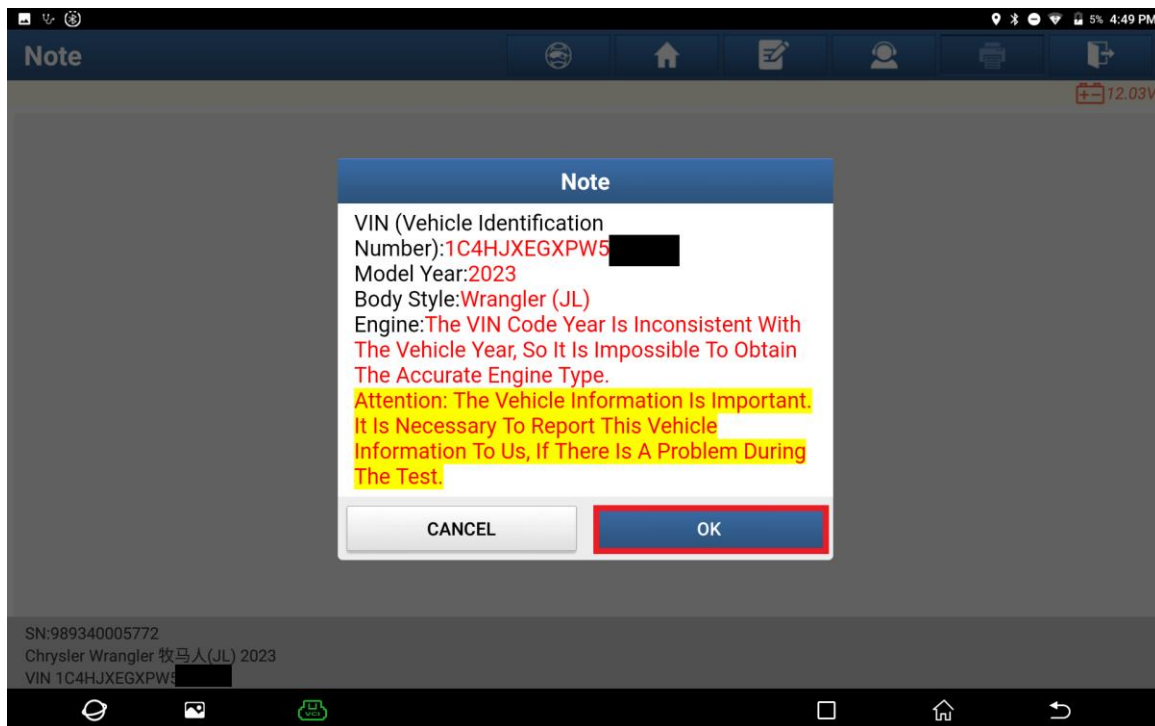 5% 4:49 PM
Note
12.03V
Note
VIN (Vehicle Identification
Number):1C4HJXEGXPW5
Model Year:2023
Body Style:Wrangler (JL)
Engine:The VIN Code Year Is Inconsistent With
The Vehicle Year, So It Is Impossible To Obtain
The Accurate Engine Type.
Attention: The Vehicle Information Is Important.
It Is Necessary To Report This Vehicle
Information To Us, If There Is A Problem During
The Test.
CANCEL
OK
SN:989340005772
Chrysler Wrangler 牧马人(JL) 2023
VIN 1C4HJXEGXPW5
VCI